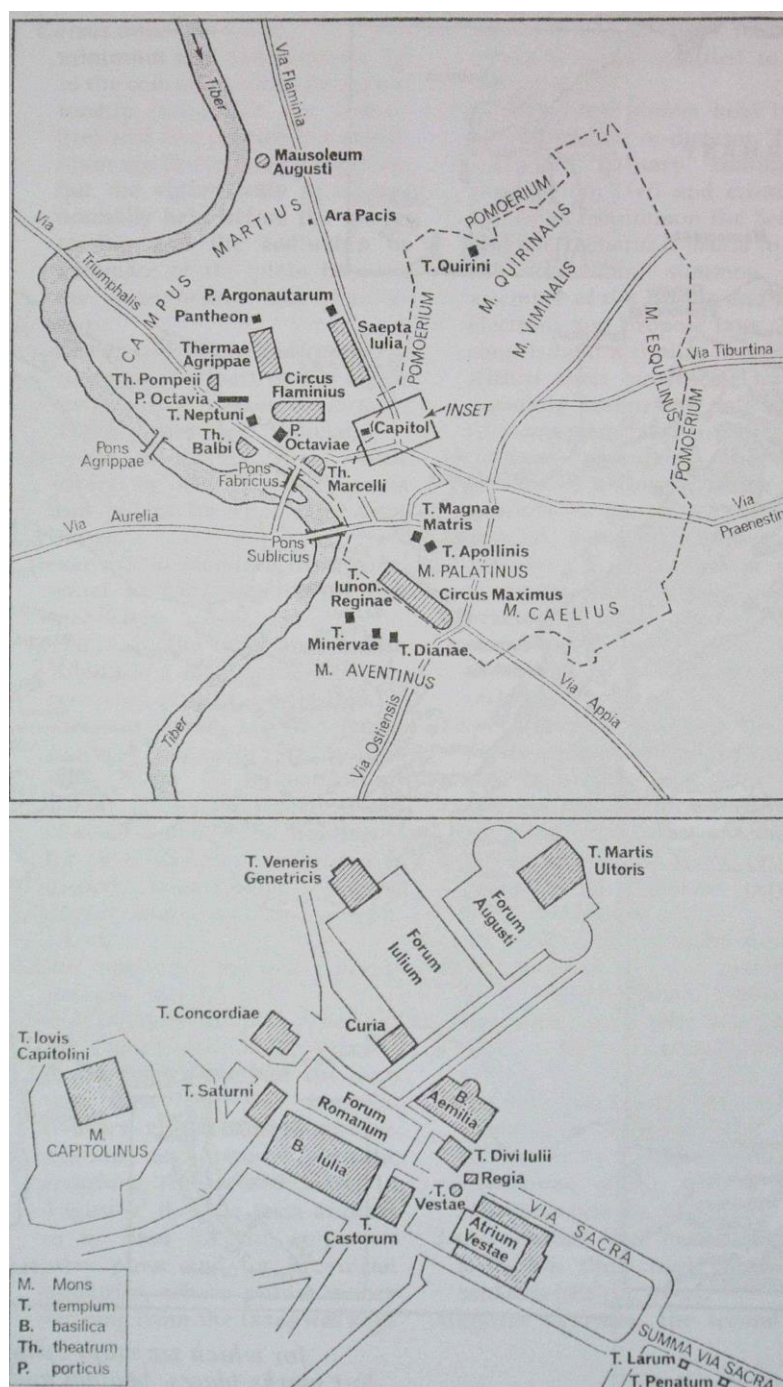 Tiber
Via Flaminia
Mausoleum
Augusti
Ara Pacis
Via
Triumphalis
CAMPUS MARTIUS
POMOERIUM
T. Quirini
M. QUIRINALIS
M. VIMINALIS
P. Argonautarum
Pantheon
Saepta
Iulia
POMOERIUM
Thermae
Agrippae
Th. Pompeii
Circus
Flaminius
P. Octavia
T. Neptuni
Th.
Balbi
P.
Octaviae
Capitol
INSET
M. ESQUILINUS
Via Tiburtina
POMOERIUM
Pons
Agrippae
Pons
Fabricius
Th.
Marcelli
Via
Aurelia
Pons
Sublicius
T. Magnae
Matris
T. Apollinis
M. PALATINUS
Via
Praenestin
T.
Iunon.
Reginae
Circus Maximus
M. CAELIUS
T.
Minervae
T. Dianae
M. AVENTINUS
Tiber
Via Ostiensis
Via Appia
T. Veneris
Genetricis
T. Martis
Ultoris
Forum
Augusti
Forum
Iulium
T. Concordiae
Curia
T. Iovis
Capitolini
T. Saturni
B.
Aemilia
Forum
Romanum
M.
CAPITOLINUS
B. Iulia
T. Divi Iulii
Regia
T.
Vestae
T.
Castorum
Atrium
Vestae
VIA SACRA
SUMMA VIA SACRA
T. Larum
T. Penatum
M. Mons
T. templum
B. basilica
Th. theatrum
P. porticus